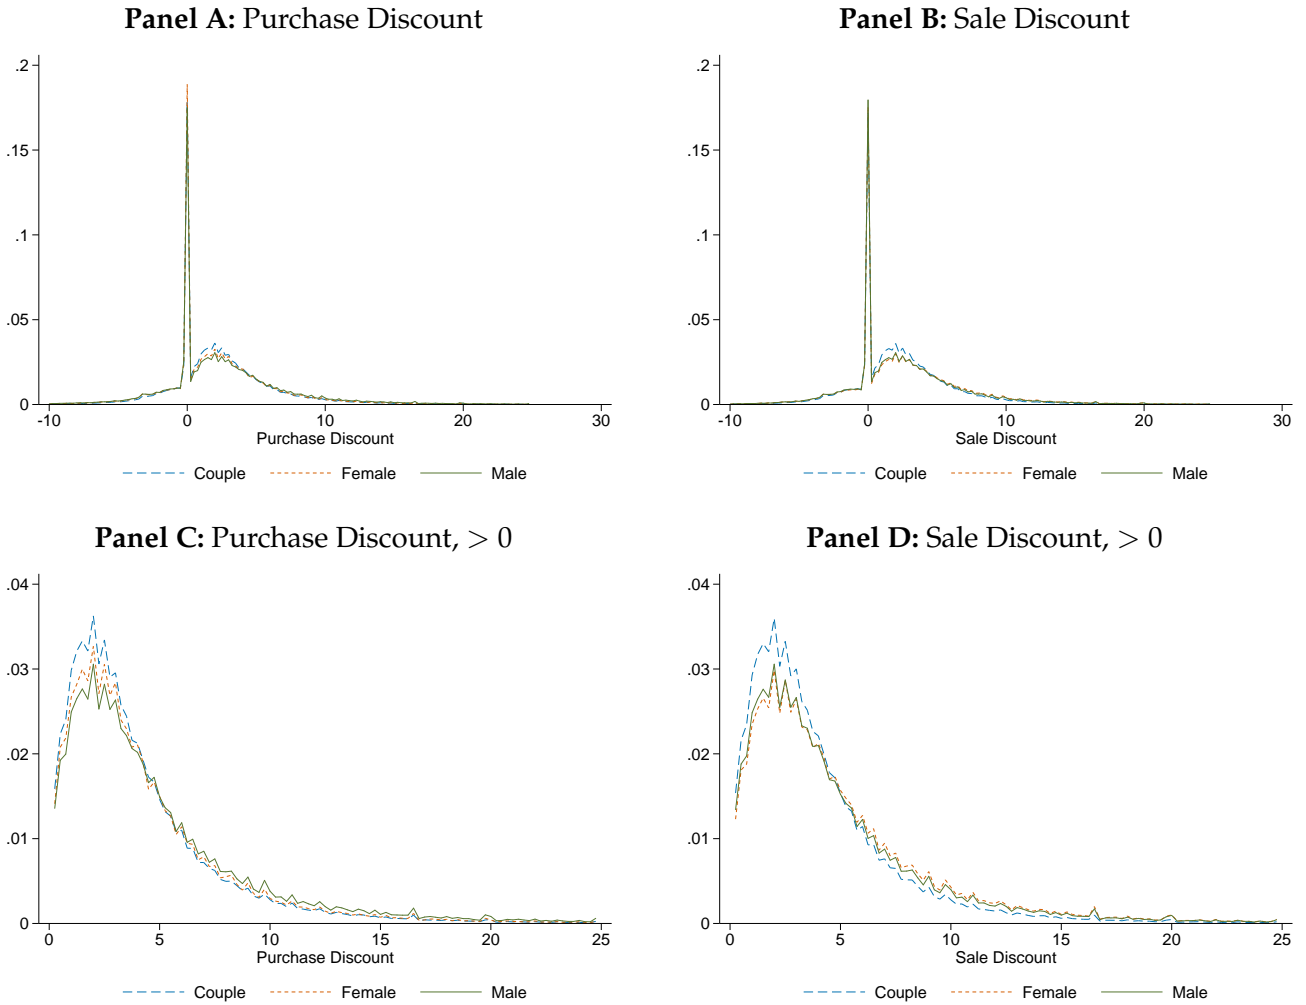 Panel A: Purchase Discount
.2
.15
.1
.05
0
-10 0 10 20 30
Purchase Discount
Couple Female Male
Panel B: Sale Discount
.2
.15
.1
.05
0
-10 0 10 20 30
Sale Discount
Couple Female Male
Panel C: Purchase Discount, > 0
.04
.03
.02
.01
0
0 5 10 15 20 25
Purchase Discount
Couple Female Male
Panel D: Sale Discount, > 0
.04
.03
.02
.01
0
0 5 10 15 20 25
Sale Discount
Couple Female Male